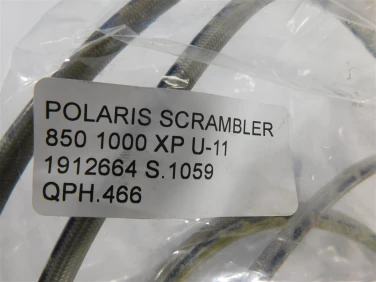 POLARIS SCRAMBLER
850 1000 XP U-11
1912664 S.1059
QPH.466